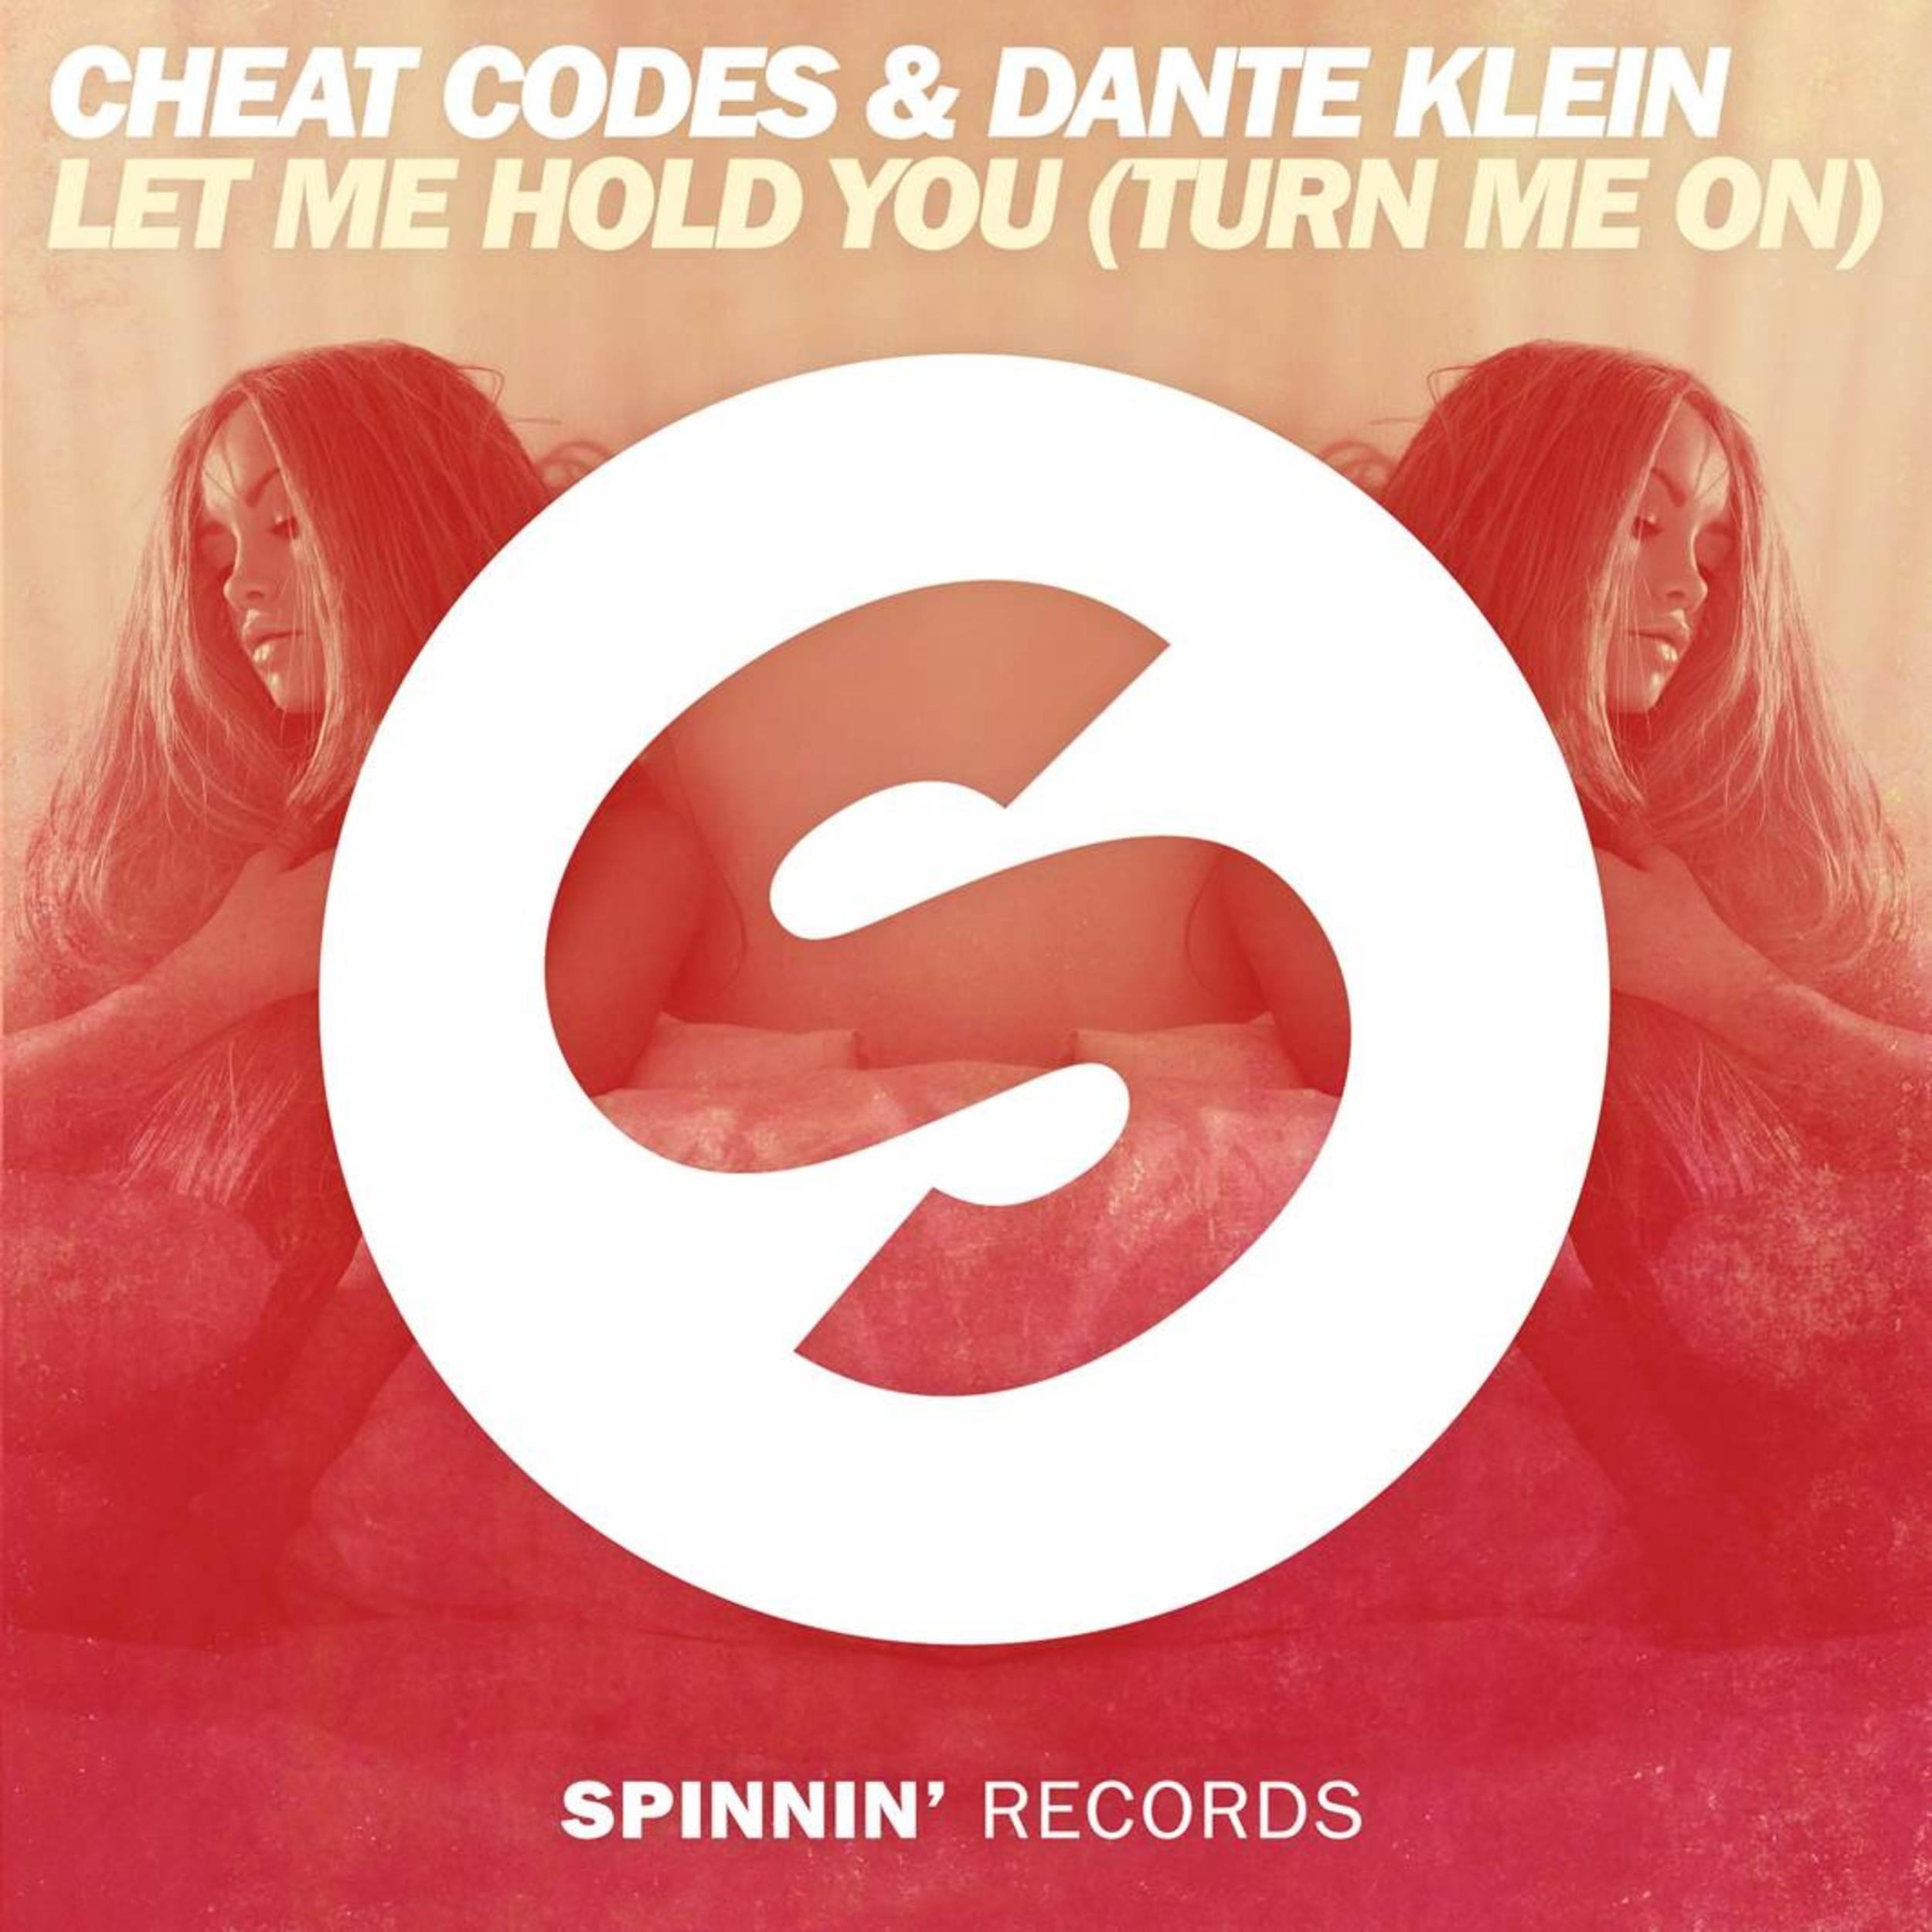 CHEAT CODES & DANTE KLEIN
LET ME HOLD YOU (TURN ME ON)
SPINNIN’ RECORDS